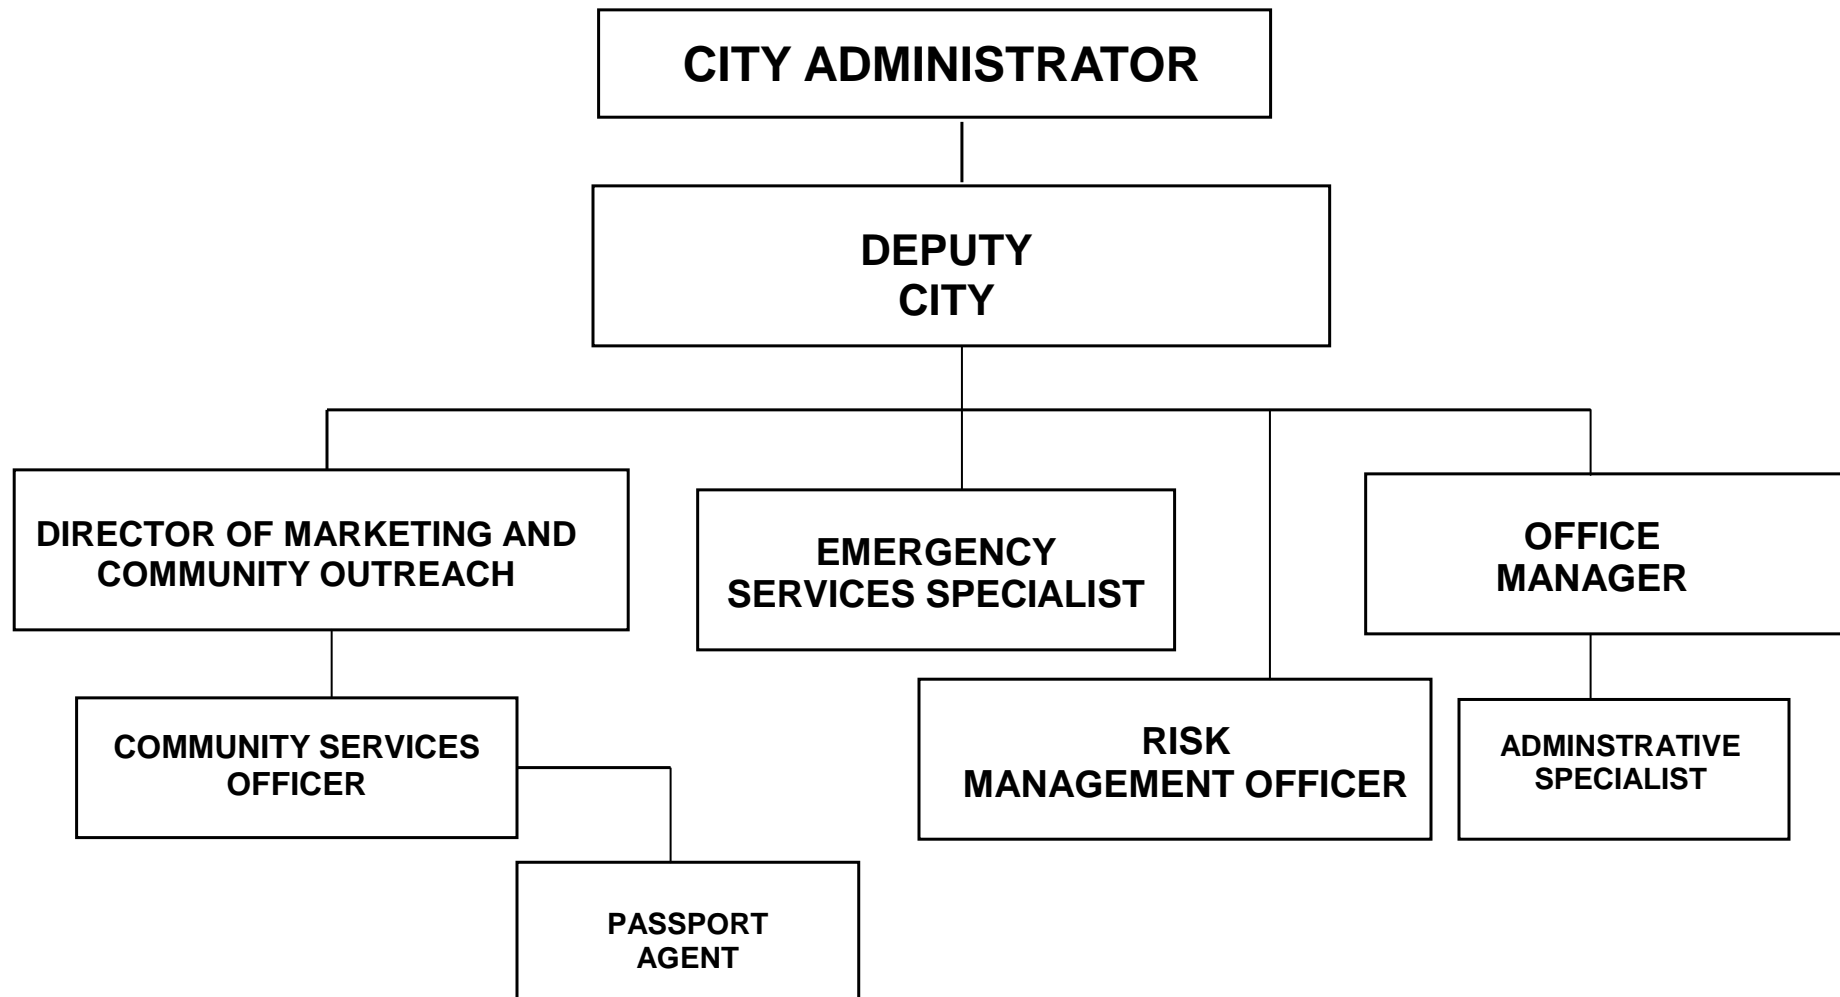 CITY ADMINISTRATOR
DEPUTY
CITY
DIRECTOR OF MARKETING AND
COMMUNITY OUTREACH
EMERGENCY
SERVICES SPECIALIST
OFFICE
MANAGER
COMMUNITY SERVICES
OFFICER
RISK
MANAGEMENT OFFICER
ADMINSTRATIVE
SPECIALIST
PASSPORT
AGENT